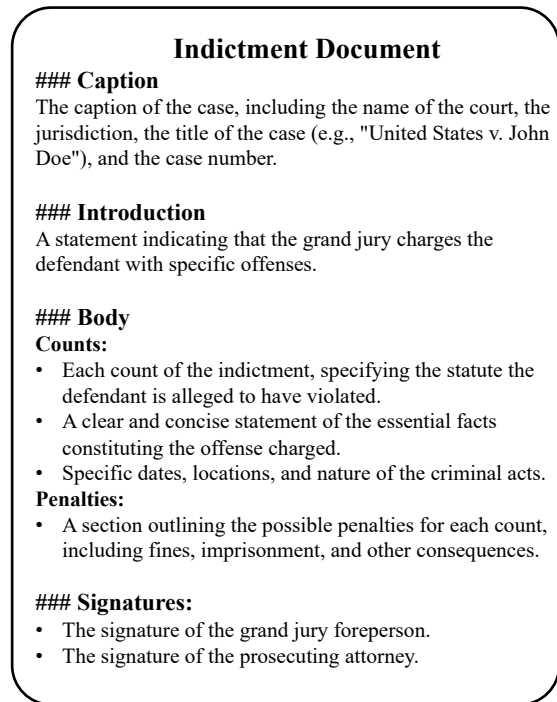 Indictment Document
### Caption
The caption of the case, including the name of the court, the
jurisdiction, the title of the case (e.g., "United States v. John
Doe"), and the case number.
### Introduction
A statement indicating that the grand jury charges the
defendant with specific offenses.
### Body
Counts:
• Each count of the indictment, specifying the statute the
defendant is alleged to have violated.
• A clear and concise statement of the essential facts
constituting the offense charged.
• Specific dates, locations, and nature of the criminal acts.
Penalties:
• A section outlining the possible penalties for each count,
including fines, imprisonment, and other consequences.
### Signatures:
• The signature of the grand jury foreperson.
• The signature of the prosecuting attorney.